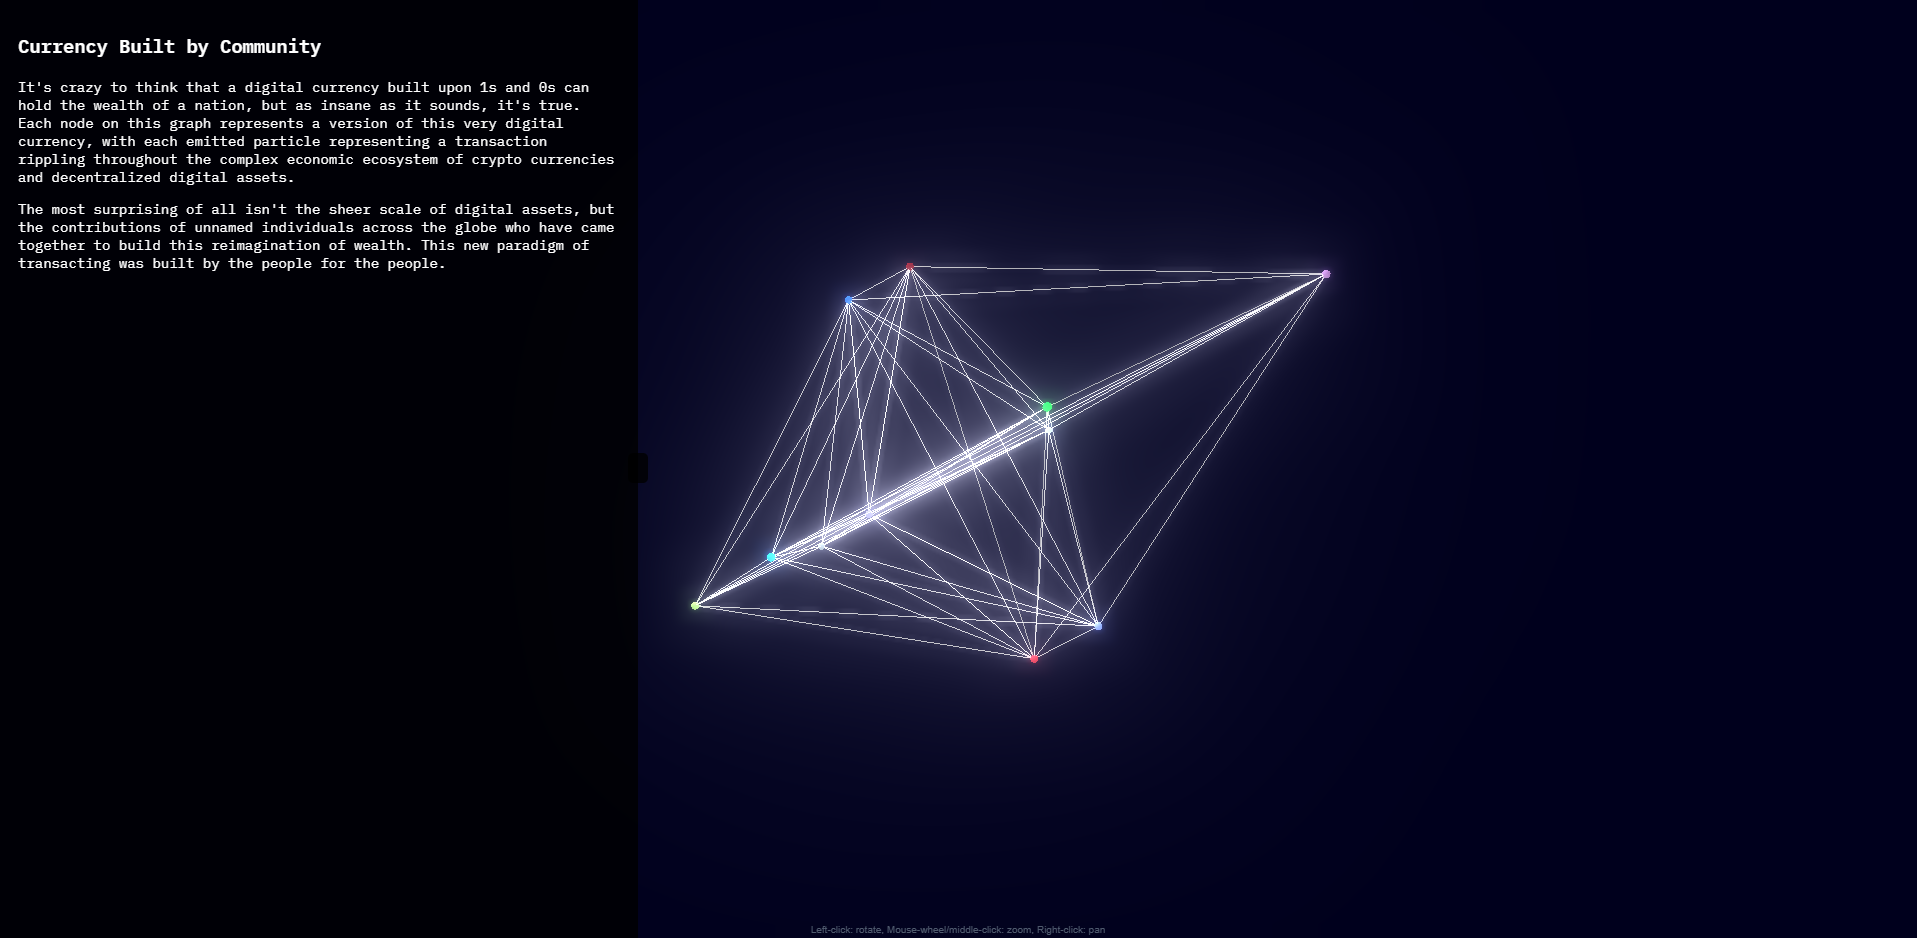 Currency Built by Community
It's crazy to think that a digital currency built upon 1s and 0s can
hold the wealth of a nation, but as insane as it sounds, it's true.
Each node on this graph represents a version of this very digital
currency, with each emitted particle representing a transaction
rippling throughout the complex economic ecosystem of crypto currencies
and decentralized digital assets.
The most surprising of all isn't the sheer scale of digital assets, but
the contributions of unnamed individuals across the globe who have came
together to build this reimagination of wealth. This new paradigm of
transacting was built by the people for the people.
Left-click: rotate, Mouse-wheel/middle-click: zoom, Right-click: pan